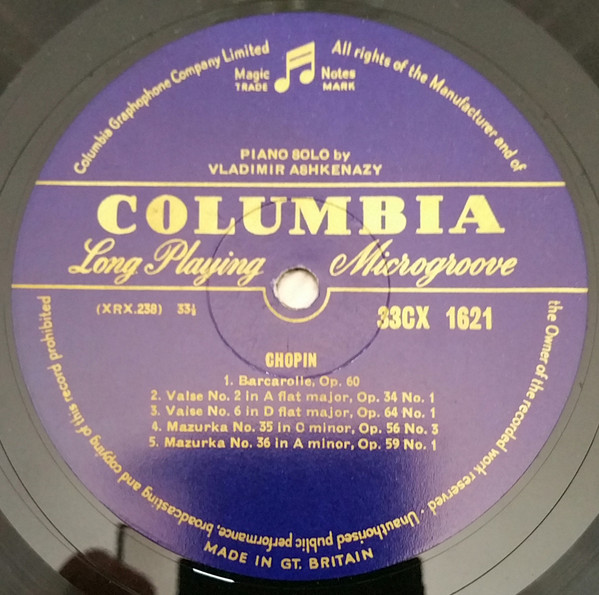 Columbia Graphophone Company Limited
Magic Notes
TRADE MARK
All rights of the Manufacturer and of
the Owner of the recorded work reserved · Unauthorised public performance, broadcasting and copying of this record prohibited
PIANO SOLO by
VLADIMIR ASHKENAZY
COLUMBIA
Long Playing Microgroove
(XRX.238) 33⅓
33CX 1621
CHOPIN
1. Barcarolle, Op. 60
2. Valse No. 2 in A flat major, Op. 34 No. 1
3. Valse No. 6 in D flat major, Op. 64 No. 1
4. Mazurka No. 35 in C minor, Op. 56 No. 3
5. Mazurka No. 36 in A minor, Op. 59 No. 1
MADE IN GT. BRITAIN